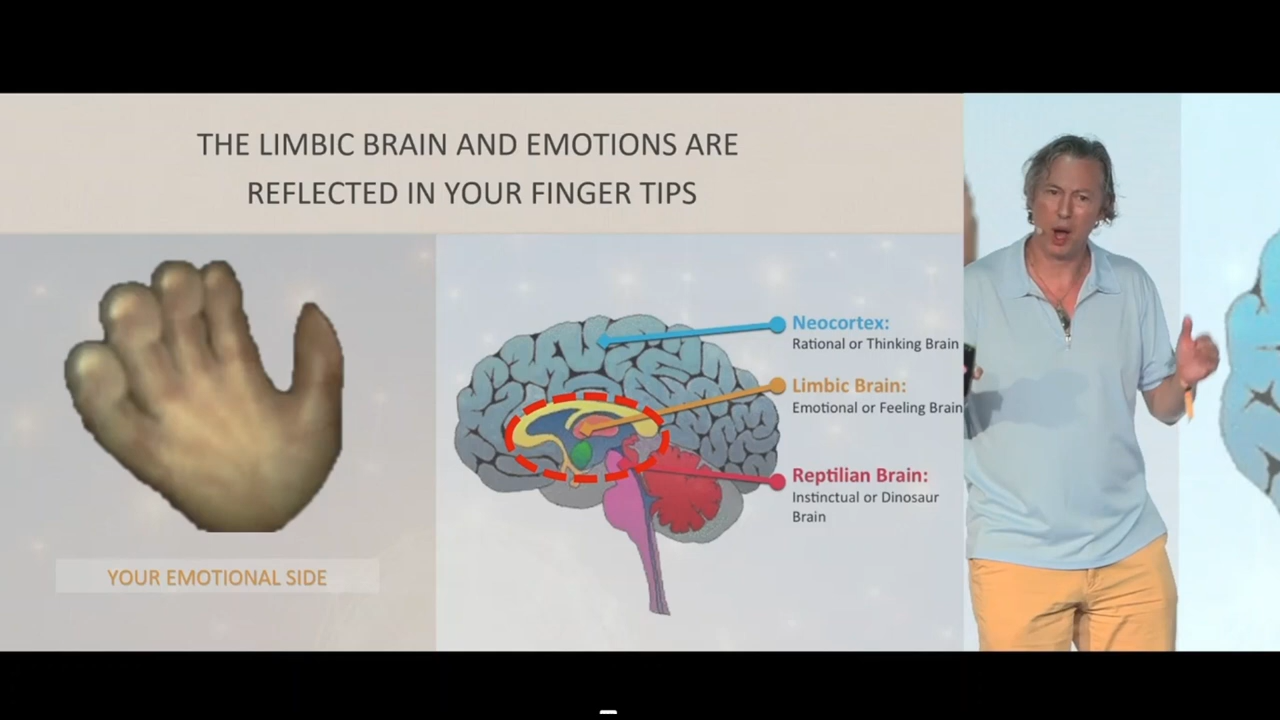 THE LIMBIC BRAIN AND EMOTIONS ARE
REFLECTED IN YOUR FINGER TIPS
Neocortex:
Rational or Thinking Brain
Limbic Brain:
Emotional or Feeling Brain
Reptilian Brain:
Instinctual or Dinosaur
Brain
YOUR EMOTIONAL SIDE